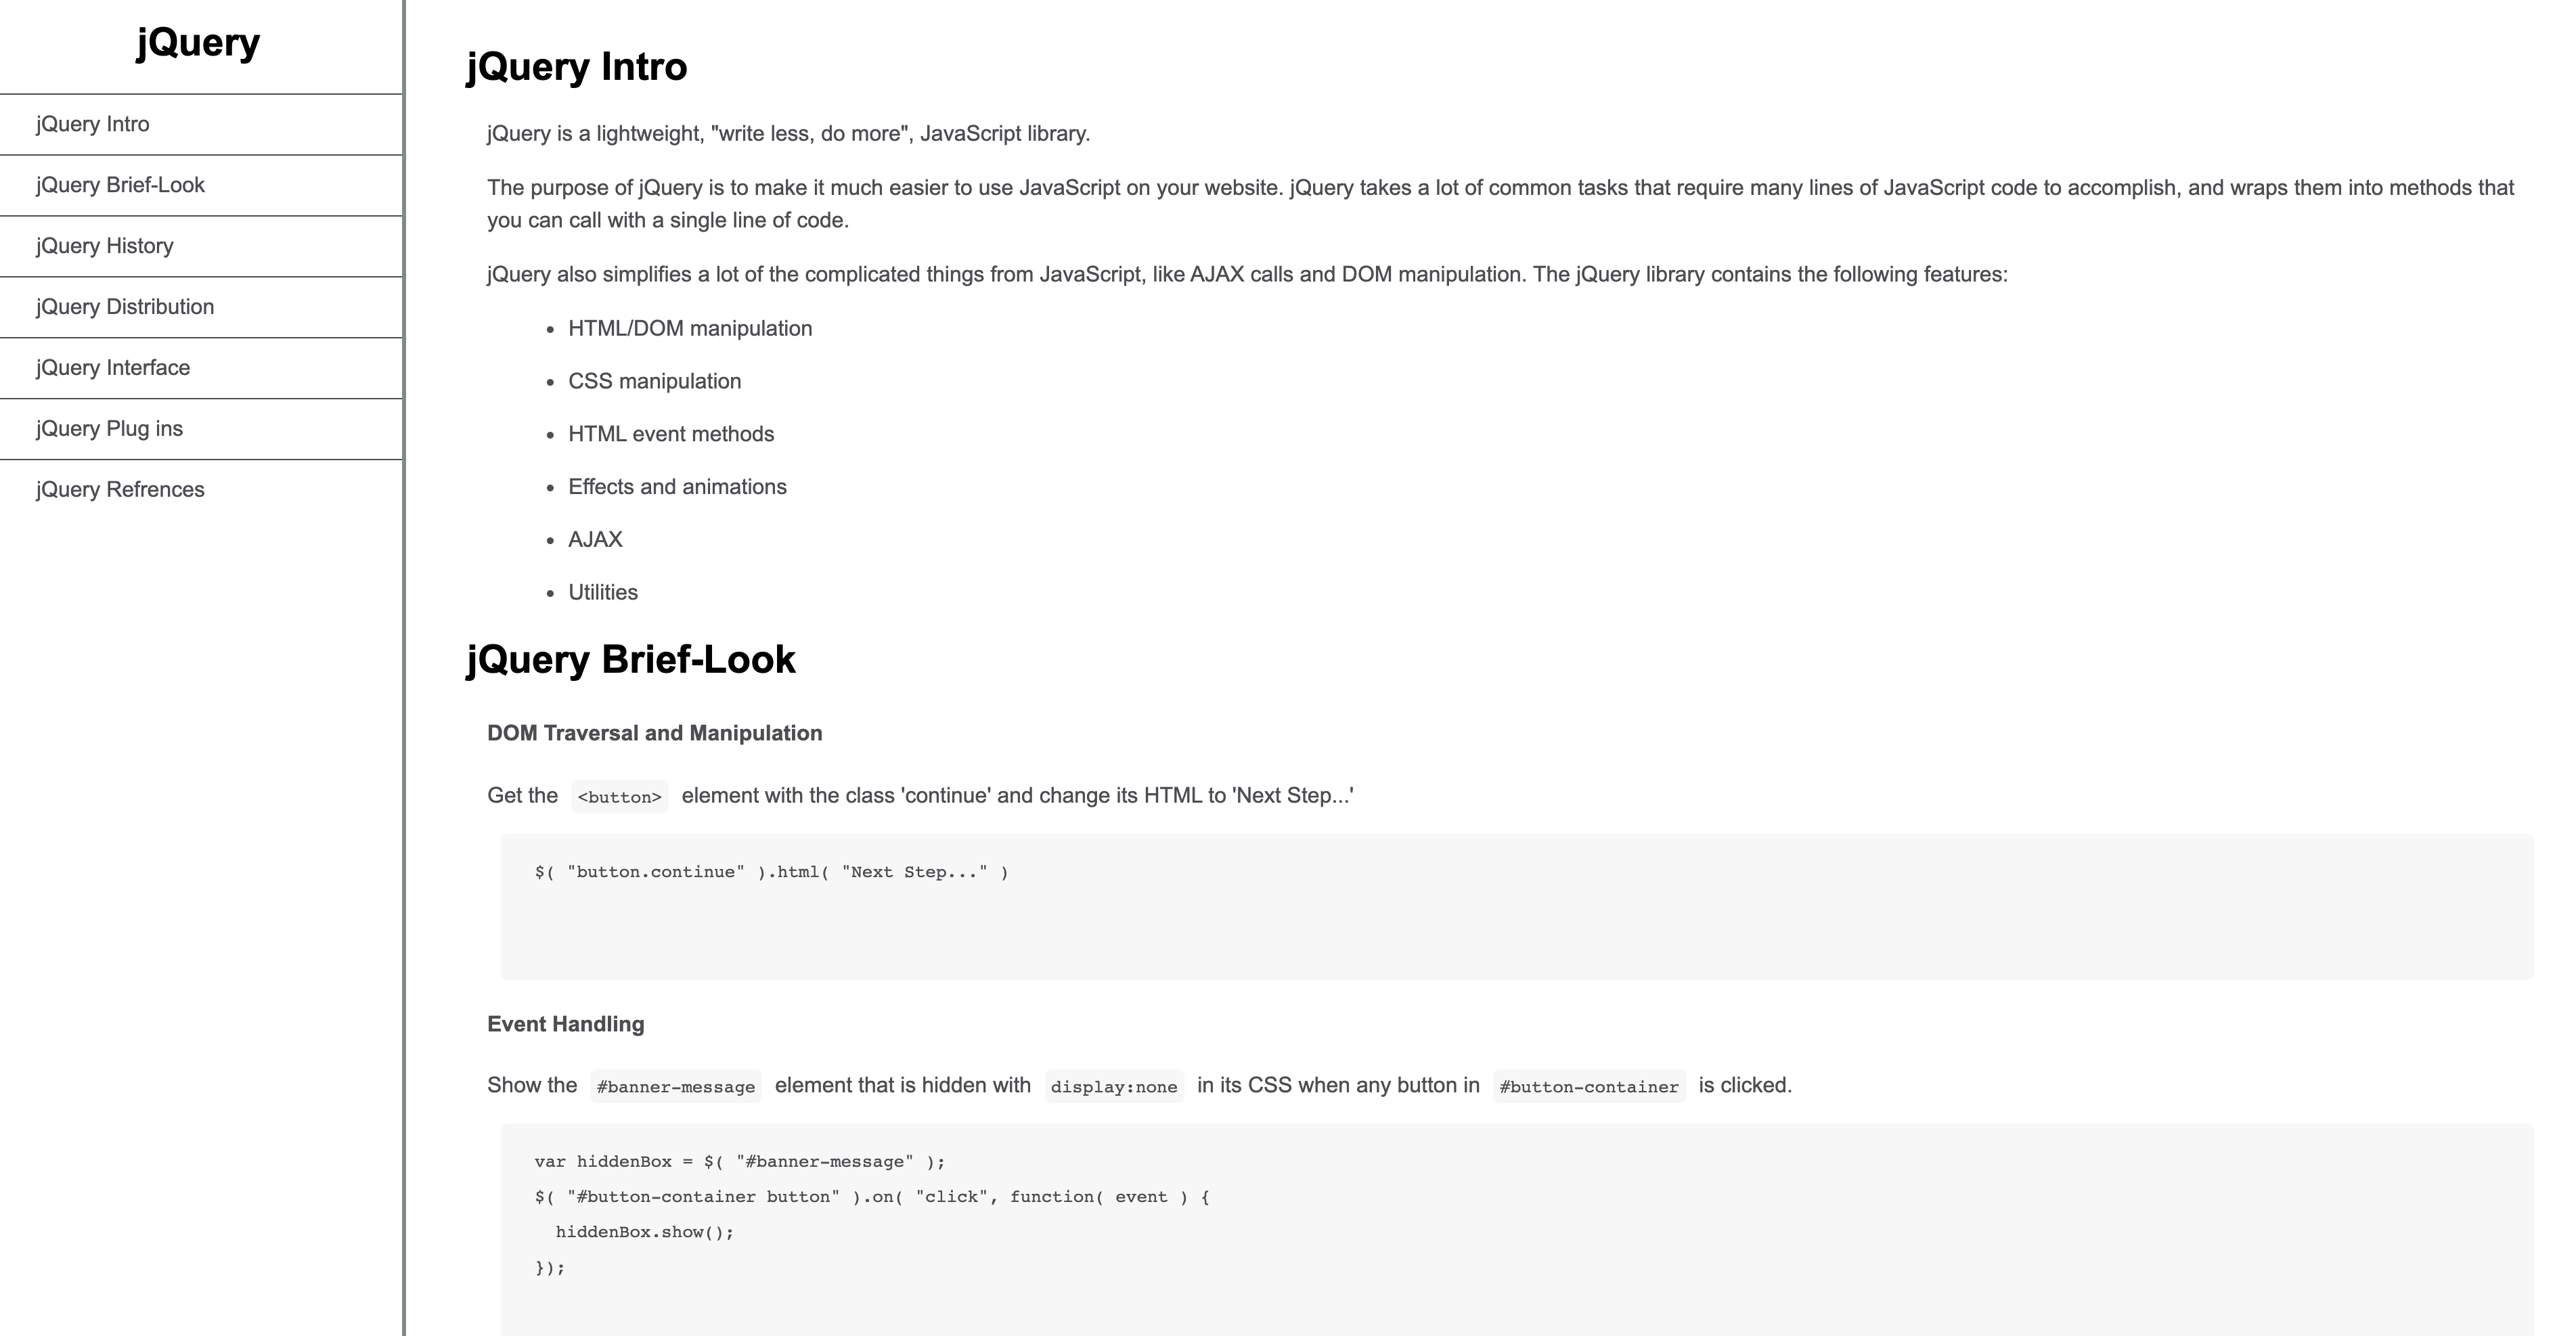 jQuery
jQuery Intro
jQuery Brief-Look
jQuery History
jQuery Distribution
jQuery Interface
jQuery Plug ins
jQuery Refrences
jQuery Intro
jQuery is a lightweight, "write less, do more", JavaScript library.
The purpose of jQuery is to make it much easier to use JavaScript on your website. jQuery takes a lot of common tasks that require many lines of JavaScript code to accomplish, and wraps them into methods that
you can call with a single line of code.
jQuery also simplifies a lot of the complicated things from JavaScript, like AJAX calls and DOM manipulation. The jQuery library contains the following features:
• HTML/DOM manipulation
• CSS manipulation
• HTML event methods
• Effects and animations
• AJAX
• Utilities
jQuery Brief-Look
DOM Traversal and Manipulation
Get the <button> element with the class 'continue' and change its HTML to 'Next Step...'
$( "button.continue" ).html( "Next Step..." )
Event Handling
Show the #banner-message element that is hidden with display:none in its CSS when any button in #button-container is clicked.
var hiddenBox = $( "#banner-message" );
$( "#button-container button" ).on( "click", function( event ) {
  hiddenBox.show();
});